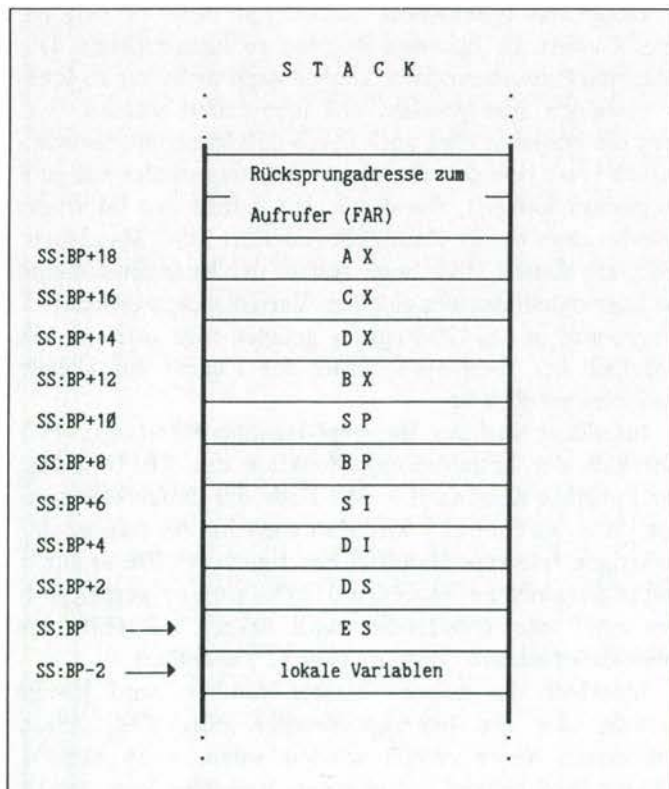 S T A C K
Rücksprungadresse zum
Aufrufer (FAR)
SS:BP+18 A X
SS:BP+16 C X
SS:BP+14 D X
SS:BP+12 B X
SS:BP+10 S P
SS:BP+8 B P
SS:BP+6 S I
SS:BP+4 D I
SS:BP+2 D S
SS:BP E S
SS:BP-2 lokale Variablen